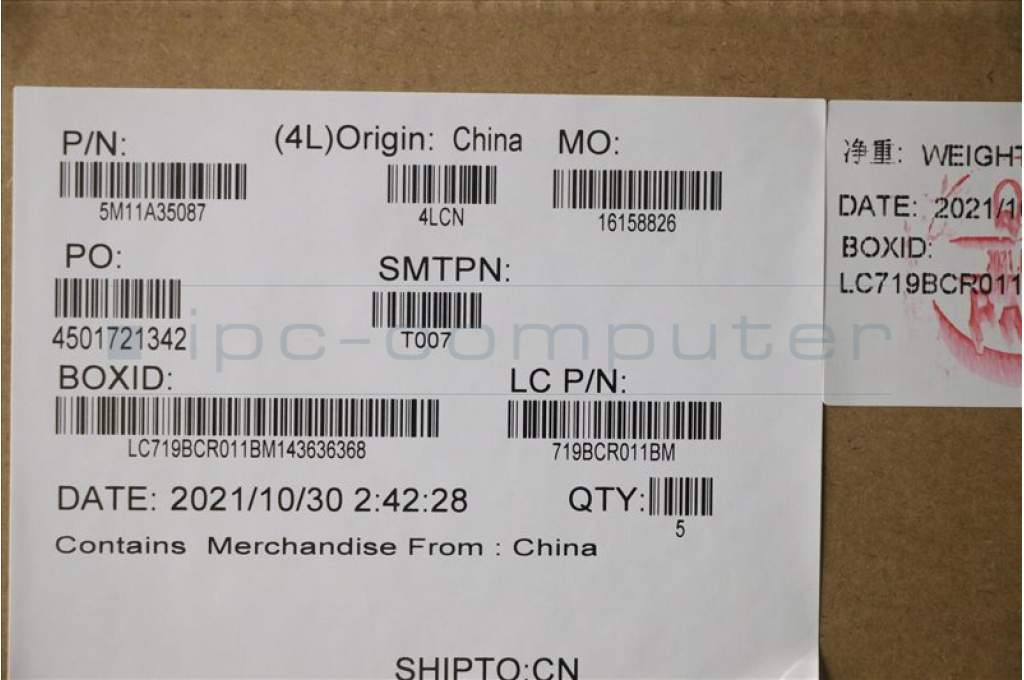 P/N: (4L)Origin: China MO:
5M11A35087 4LCN 16158826
PO: SMTPN:
4501721342 T007
BOXID: LC P/N:
LC719BCR011BM143636368 719BCR011BM
DATE: 2021/10/30 2:42:28 QTY:
5
Contains Merchandise From : China
SHIPTO:CN
净重: WEIGHT
DATE: 2021/10
BOXID:
LC719BCR011
ipc-computer